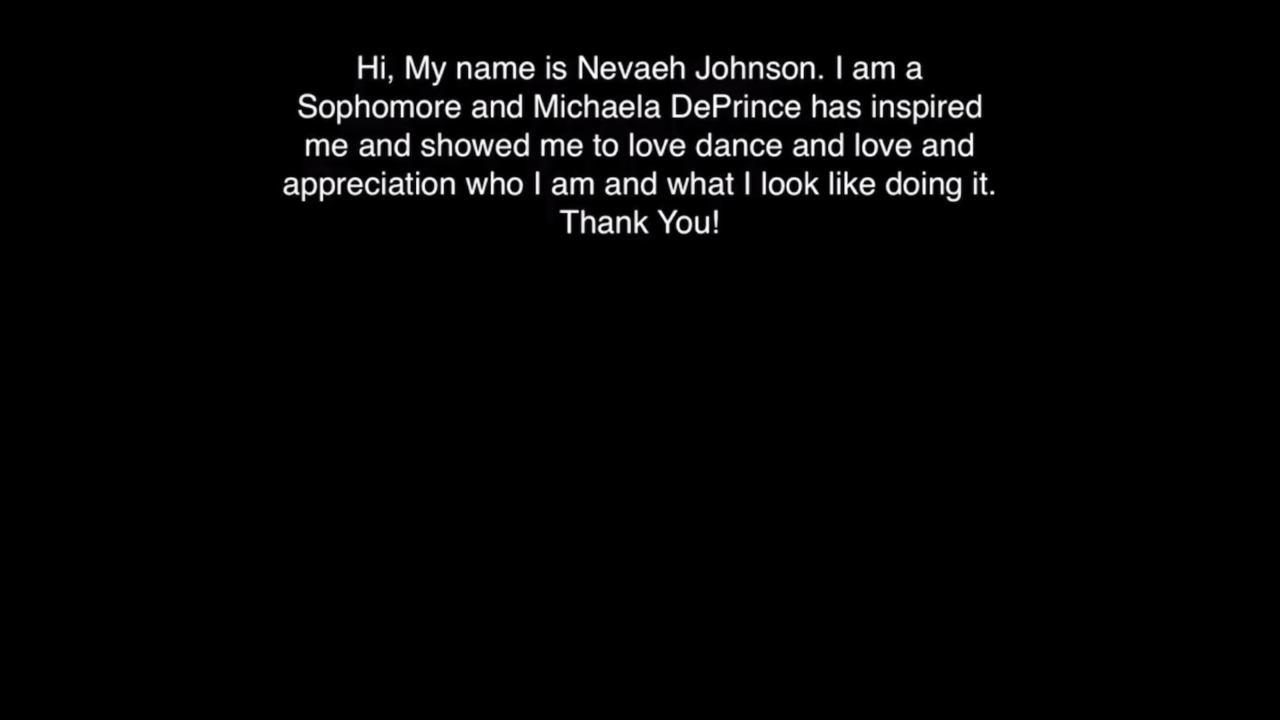 Hi, My name is Nevaeh Johnson. I am a
Sophomore and Michaela DePrince has inspired
me and showed me to love dance and love and
appreciation who I am and what I look like doing it.
Thank You!